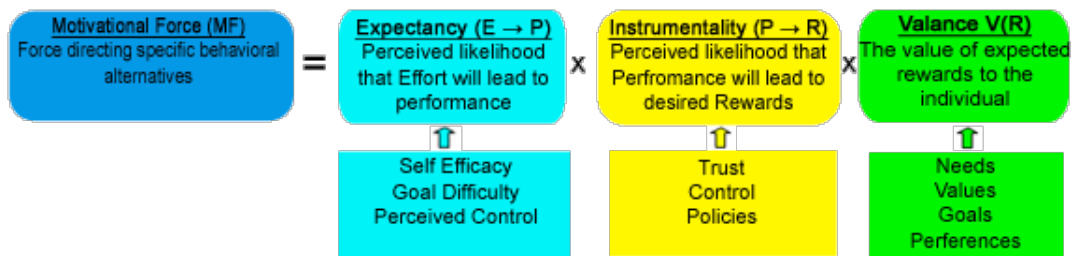 Motivational Force (MF)
Force directing specific behavioral
alternatives
=
Expectancy (E → P)
Perceived likelihood
that Effort will lead to
performance
x
Instrumentality (P → R)
Perceived likelihood that
Perfromance will lead to
desired Rewards
x
Valance V(R)
The value of expected
rewards to the
individual
Self Efficacy
Goal Difficulty
Perceived Control
Trust
Control
Policies
Needs
Values
Goals
Perferences